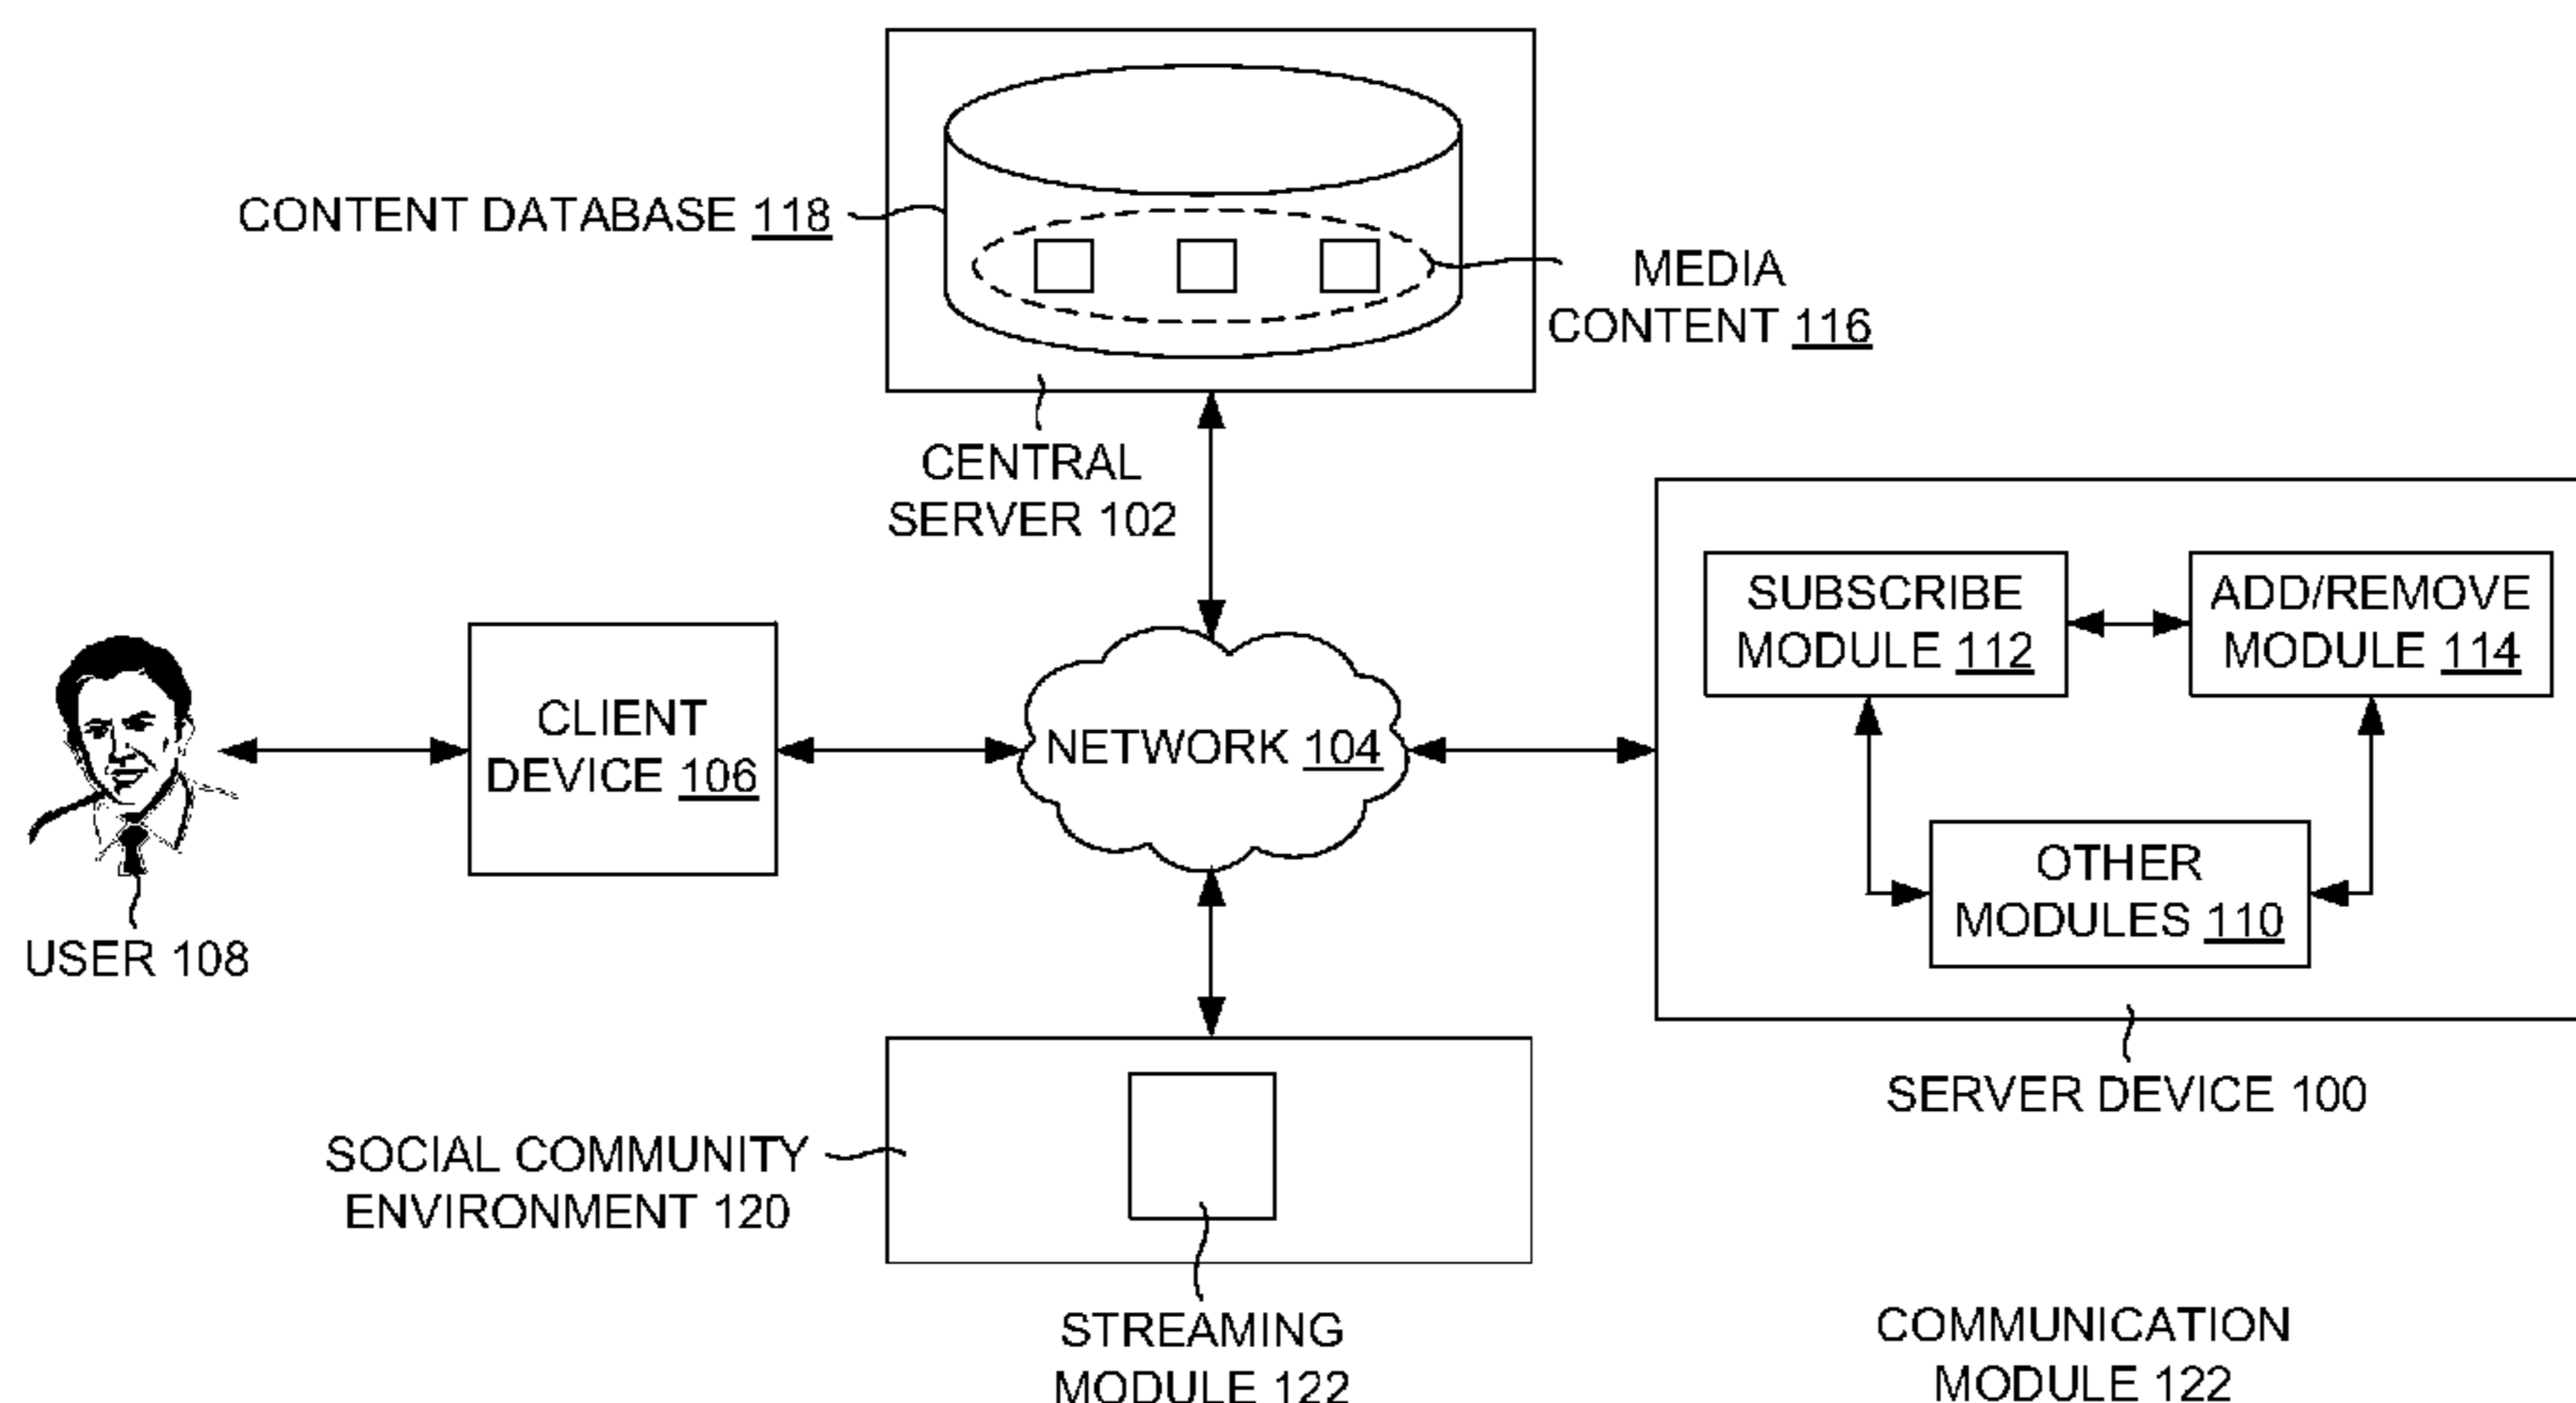 CONTENT DATABASE 118
MEDIA
CONTENT 116
CENTRAL
SERVER 102
SUBSCRIBE
MODULE 112
ADD/REMOVE
MODULE 114
CLIENT
DEVICE 106
NETWORK 104
OTHER
MODULES 110
USER 108
SERVER DEVICE 100
SOCIAL COMMUNITY
ENVIRONMENT 120
STREAMING
MODULE 122
COMMUNICATION
MODULE 122